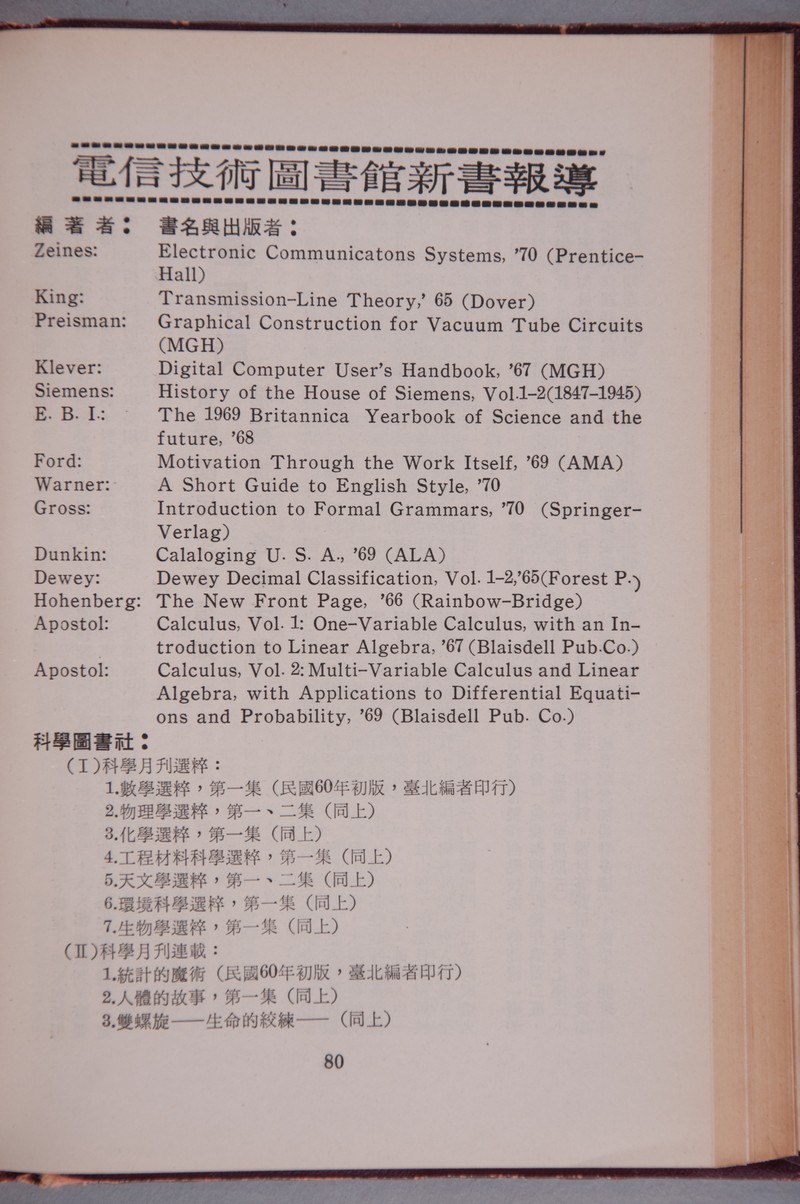 電信技術圖書館新書報導
編 著 者： 書名與出版者：
Zeines: Electronic Communicatons Systems, ’70 (Prentice-
Hall)
King: Transmission-Line Theory,’ 65 (Dover)
Preisman: Graphical Construction for Vacuum Tube Circuits
(MGH)
Klever: Digital Computer User’s Handbook, ’67 (MGH)
Siemens: History of the House of Siemens, Vol.1-2(1847-1945)
E. B. I.: The 1969 Britannica Yearbook of Science and the
future, ’68
Ford: Motivation Through the Work Itself, ’69 (AMA)
Warner: A Short Guide to English Style, ’70
Gross: Introduction to Formal Grammars, ’70 (Springer-
Verlag)
Dunkin: Calaloging U. S. A., ’69 (ALA)
Dewey: Dewey Decimal Classification, Vol. 1-2,’65(Forest P.)
Hohenberg: The New Front Page, ’66 (Rainbow-Bridge)
Apostol: Calculus, Vol. 1: One-Variable Calculus, with an In-
troduction to Linear Algebra, ’67 (Blaisdell Pub.Co.)
Apostol: Calculus, Vol. 2: Multi-Variable Calculus and Linear
Algebra, with Applications to Differential Equati-
ons and Probability, ’69 (Blaisdell Pub. Co.)
科學圖書社：
(Ⅰ)科學月刋選粹：
1.數學選粹，第一集（民國60年初版，臺北編者印行）
2.物理學選粹，第一、二集（同上）
3.化學選粹，第一集（同上）
4.工程材料科學選粹，第一集（同上）
5.天文學選粹，第一、二集（同上）
6.環境科學選粹，第一集（同上）
7.生物學選粹，第一集（同上）
(Ⅱ)科學月刋連載：
1.統計的魔術（民國60年初版，臺北編者印行）
2.人體的故事，第一集（同上）
3.雙螺旋——生命的絞練——（同上）
80